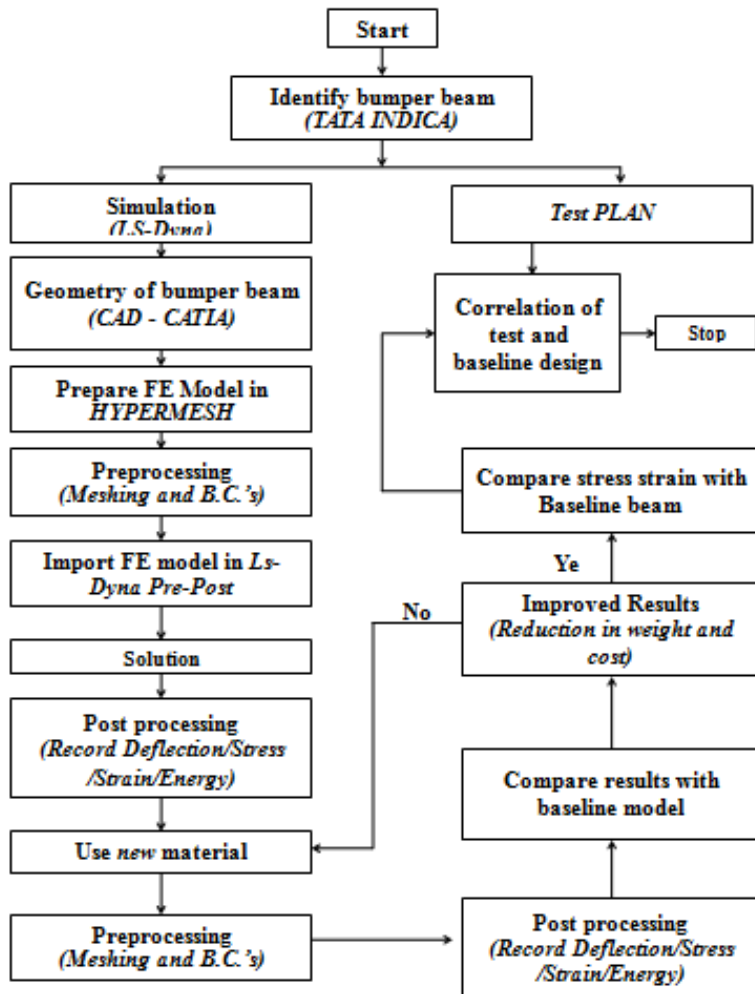 Start
Identify bumper beam
(TATA INDICA)
Simulation
(LS-Dyna)
Test PLAN
Geometry of bumper beam
(CAD - CATIA)
Correlation of
test and
baseline design
Stop
Prepare FE Model in
HYPERMESH
Preprocessing
(Meshing and B.C.'s)
Compare stress strain with
Baseline beam
Import FE model in Ls-
Dyna Pre-Post
Ye
No
Improved Results
(Reduction in weight and
cost)
Solution
Post processing
(Record Deflection/Stress
/Strain/Energy)
Compare results with
baseline model
Use new material
Preprocessing
(Meshing and B.C.'s)
Post processing
(Record Deflection/Stress
/Strain/Energy)